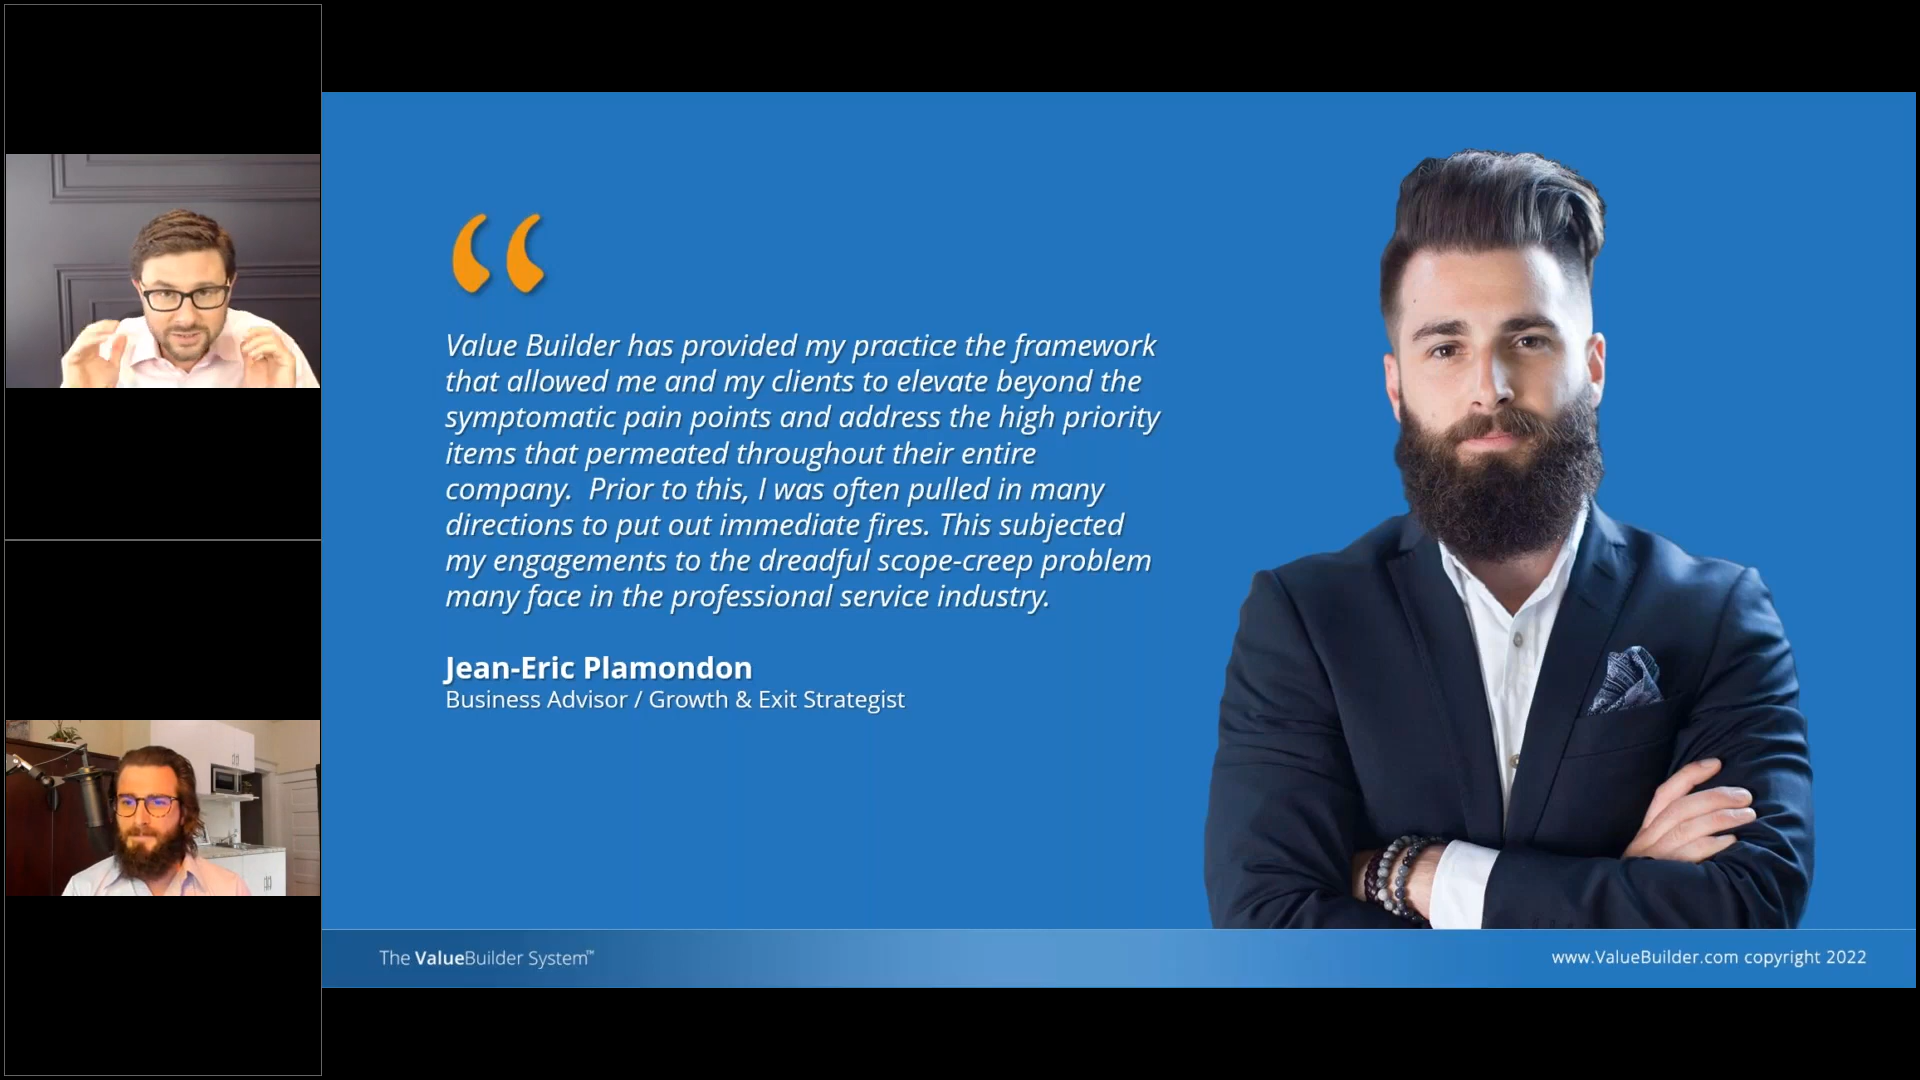 “
Value Builder has provided my practice the framework
that allowed me and my clients to elevate beyond the
symptomatic pain points and address the high priority
items that permeated throughout their entire
company.  Prior to this, I was often pulled in many
directions to put out immediate fires. This subjected
my engagements to the dreadful scope-creep problem
many face in the professional service industry.
Jean-Eric Plamondon
Business Advisor / Growth & Exit Strategist
The ValueBuilder System™
www.ValueBuilder.com copyright 2022